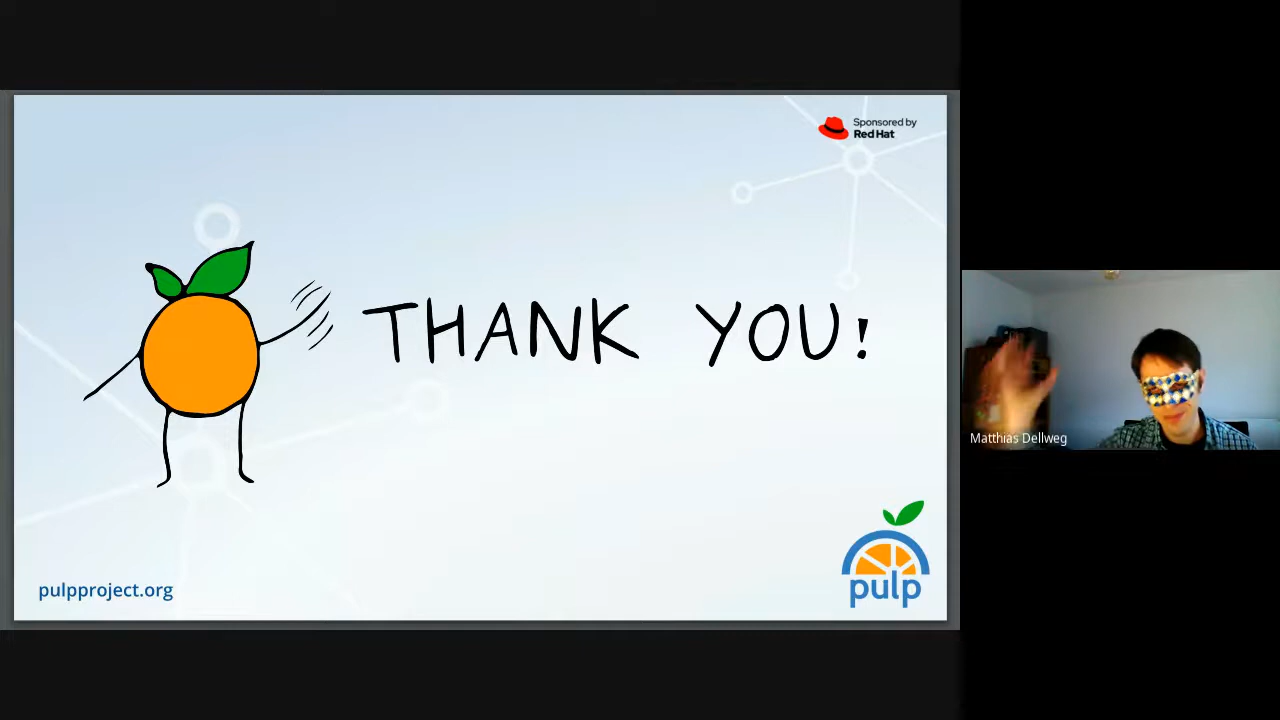 Sponsored by
Red Hat
THANK YOU!
Matthias Dellweg
pulpproject.org
pulp